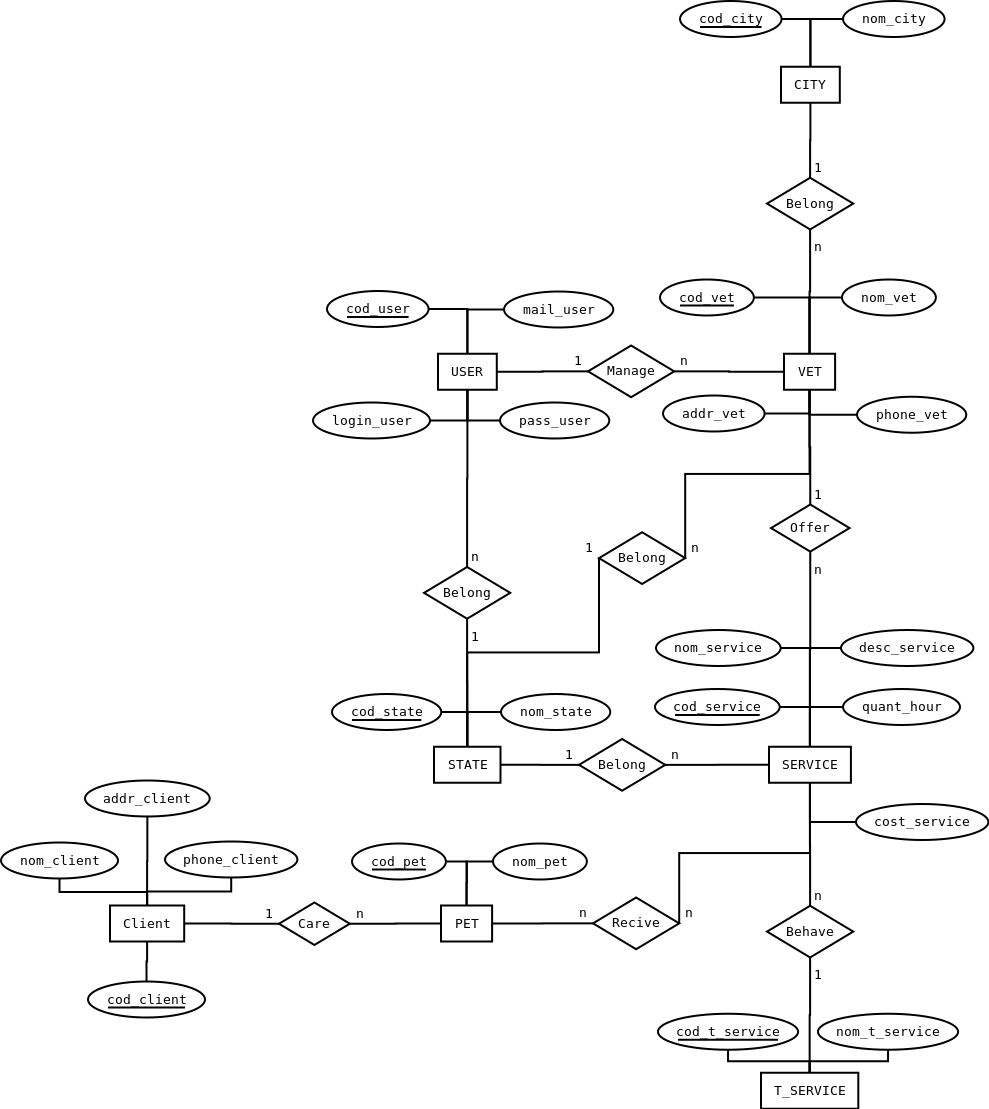 cod_city nom_city
CITY
1
Belong
n
cod_vet nom_vet
cod_user mail_user
USER 1 Manage n VET
login_user pass_user addr_vet phone_vet
1
Offer
n
1 Belong n
n
Belong
1
nom_service desc_service
cod_state nom_state cod_service quant_hour
STATE 1 Belong n SERVICE
addr_client
cost_service
nom_client phone_client cod_pet nom_pet
Client 1 Care n PET n Recive n
n
Behave
1
cod_client
cod_t_service nom_t_service
T_SERVICE